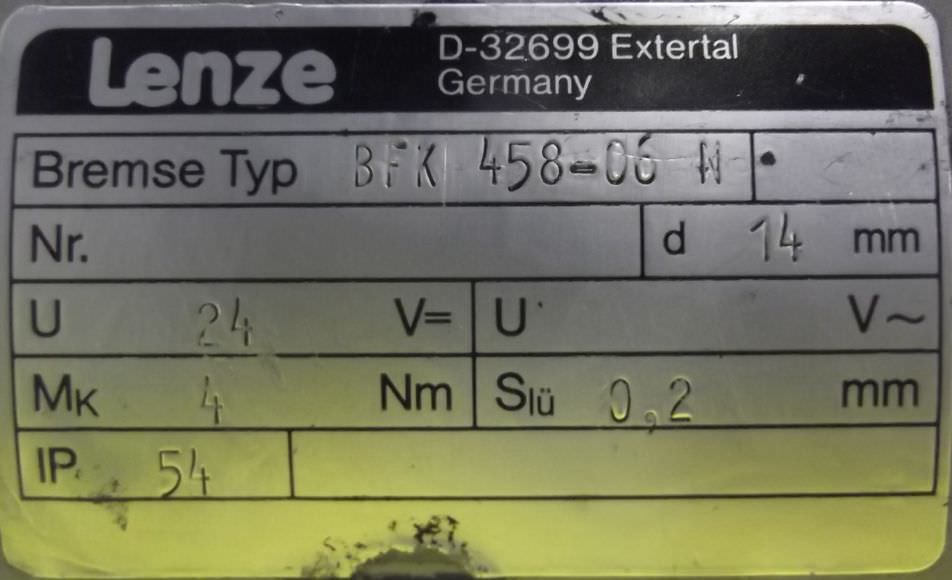 Lenze
D-32699 Extertal
Germany
Bremse Typ BFK 458-06 N
Nr. d 14 mm
U 24 V= U V~
MK 4 Nm Slü 0,2 mm
IP 54